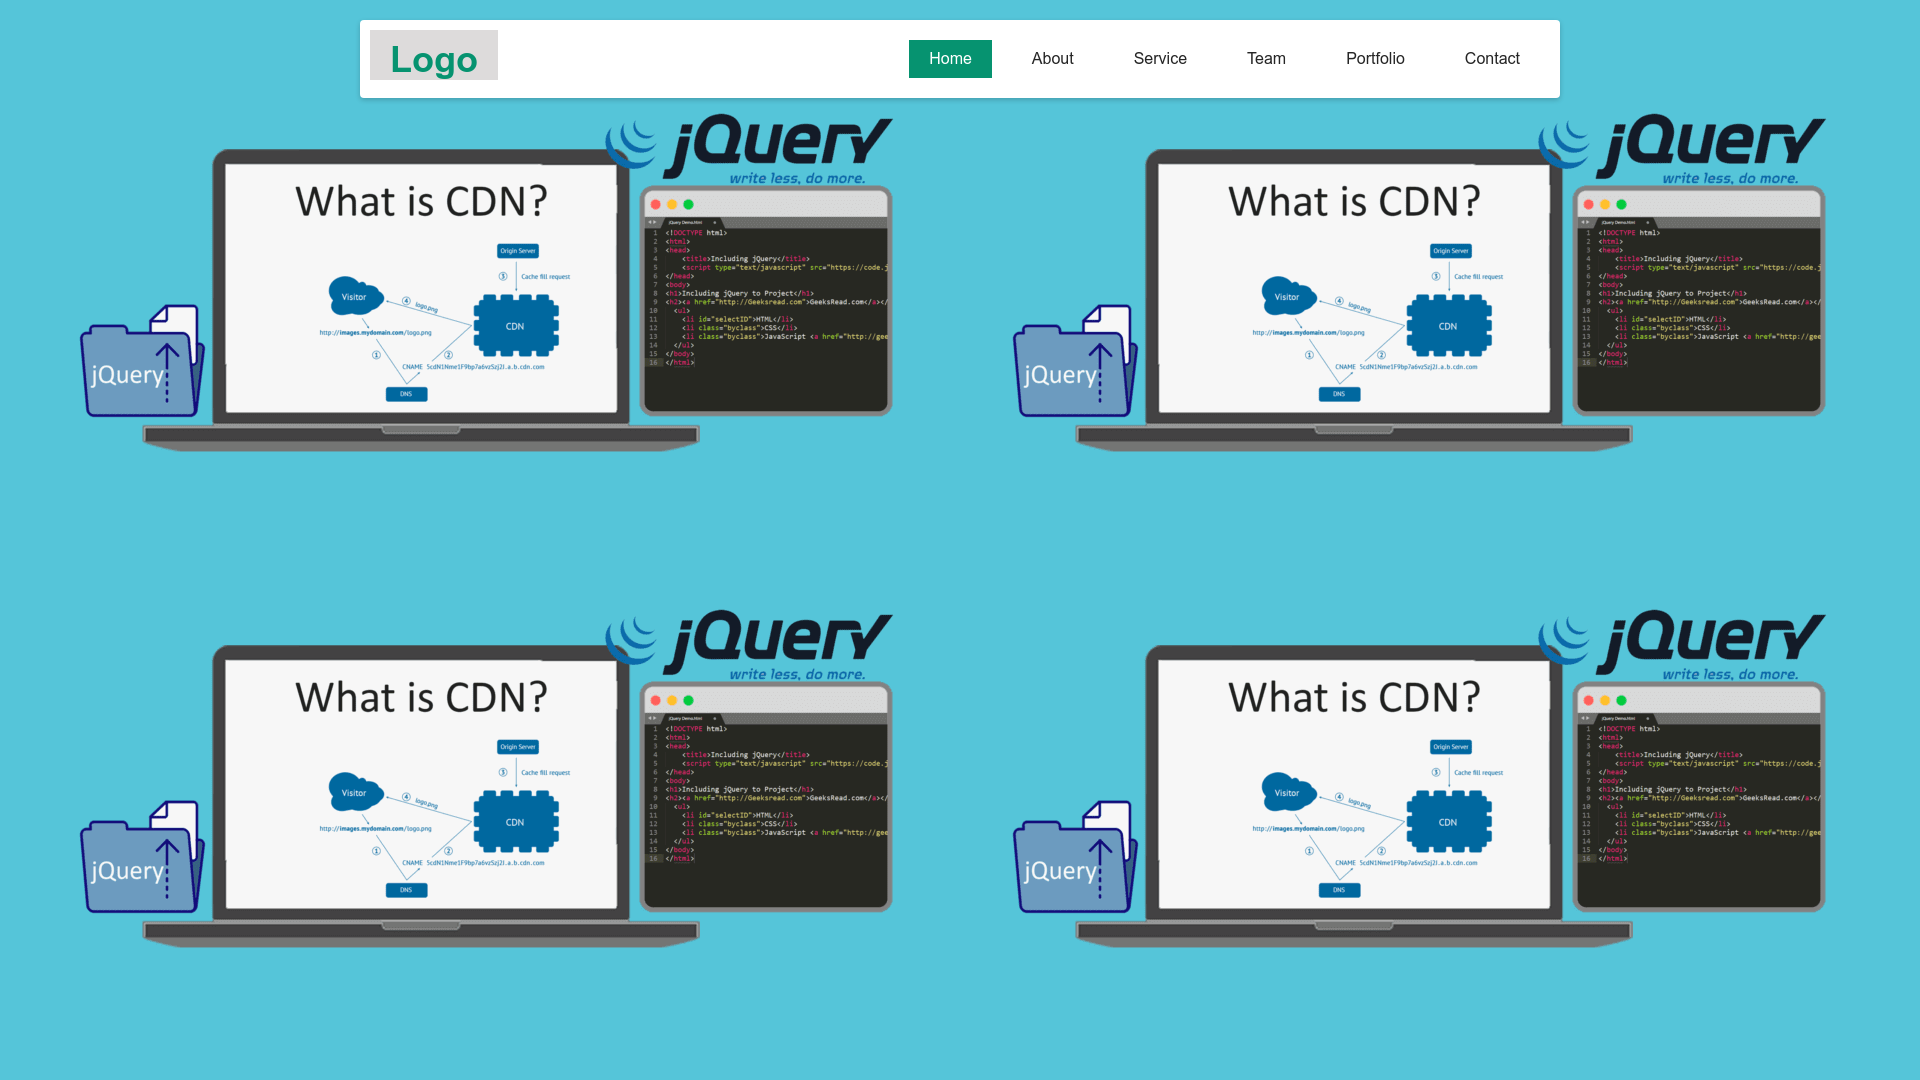 Logo
Home About Service Team Portfolio Contact
jQuery
write less, do more.
What is CDN?
Origin Server
③ Cache fill request
Visitor
④ logo.png
CDN
http://images.mydomain.com/logo.png
① ②
CNAME 5cdN1Nme1F9bp7a6vzSzj2J.a.b.cdn.com
DNS
jQuery
jQuery Demo.html ×
1 <!DOCTYPE html>
2 <html>
3 <head>
4 <title>Including jQuery</title>
5 <script type="text/javascript" src="https://code.j
6 </head>
7 <body>
8 <h1>Including jQuery to Project</h1>
9 <h2><a href="http://Geeksread.com">GeeksRead.com</a></
10 <ul>
11 <li id="selectID">HTML</li>
12 <li class="byclass">CSS</li>
13 <li class="byclass">JavaScript <a href="http://gee
14 </ul>
15 </body>
16 </html>
jQuery
write less, do more.
What is CDN?
Origin Server
③ Cache fill request
Visitor
④ logo.png
CDN
http://images.mydomain.com/logo.png
① ②
CNAME 5cdN1Nme1F9bp7a6vzSzj2J.a.b.cdn.com
DNS
jQuery
jQuery Demo.html ×
1 <!DOCTYPE html>
2 <html>
3 <head>
4 <title>Including jQuery</title>
5 <script type="text/javascript" src="https://code.j
6 </head>
7 <body>
8 <h1>Including jQuery to Project</h1>
9 <h2><a href="http://Geeksread.com">GeeksRead.com</a></
10 <ul>
11 <li id="selectID">HTML</li>
12 <li class="byclass">CSS</li>
13 <li class="byclass">JavaScript <a href="http://gee
14 </ul>
15 </body>
16 </html>
jQuery
write less, do more.
What is CDN?
Origin Server
③ Cache fill request
Visitor
④ logo.png
CDN
http://images.mydomain.com/logo.png
① ②
CNAME 5cdN1Nme1F9bp7a6vzSzj2J.a.b.cdn.com
DNS
jQuery
jQuery Demo.html ×
1 <!DOCTYPE html>
2 <html>
3 <head>
4 <title>Including jQuery</title>
5 <script type="text/javascript" src="https://code.j
6 </head>
7 <body>
8 <h1>Including jQuery to Project</h1>
9 <h2><a href="http://Geeksread.com">GeeksRead.com</a></
10 <ul>
11 <li id="selectID">HTML</li>
12 <li class="byclass">CSS</li>
13 <li class="byclass">JavaScript <a href="http://gee
14 </ul>
15 </body>
16 </html>
jQuery
write less, do more.
What is CDN?
Origin Server
③ Cache fill request
Visitor
④ logo.png
CDN
http://images.mydomain.com/logo.png
① ②
CNAME 5cdN1Nme1F9bp7a6vzSzj2J.a.b.cdn.com
DNS
jQuery
jQuery Demo.html ×
1 <!DOCTYPE html>
2 <html>
3 <head>
4 <title>Including jQuery</title>
5 <script type="text/javascript" src="https://code.j
6 </head>
7 <body>
8 <h1>Including jQuery to Project</h1>
9 <h2><a href="http://Geeksread.com">GeeksRead.com</a></
10 <ul>
11 <li id="selectID">HTML</li>
12 <li class="byclass">CSS</li>
13 <li class="byclass">JavaScript <a href="http://gee
14 </ul>
15 </body>
16 </html>